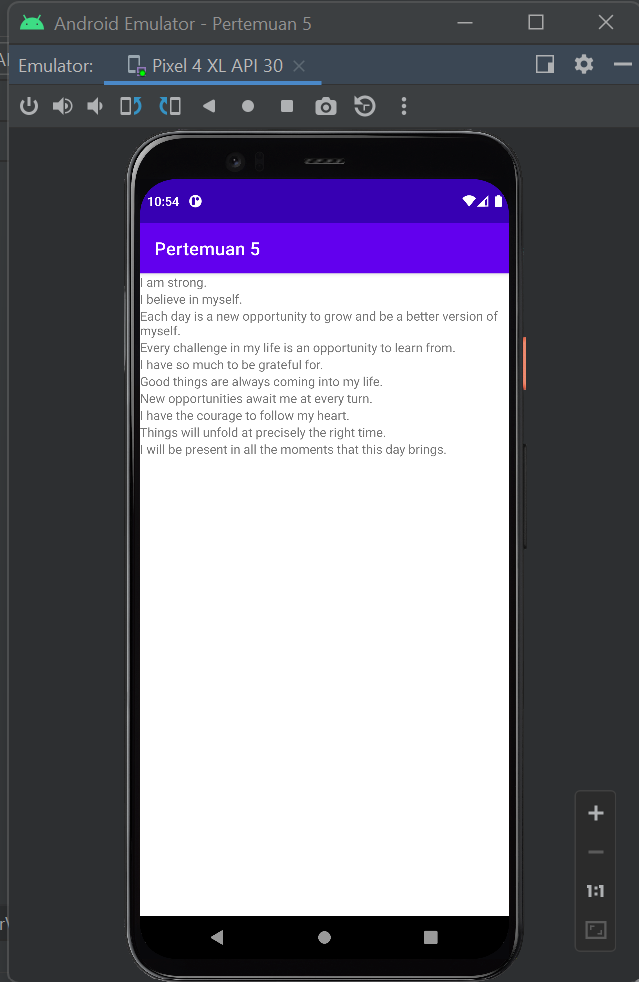 Android Emulator - Pertemuan 5
Emulator:
Pixel 4 XL API 30
10:54
Pertemuan 5
I am strong.
I believe in myself.
Each day is a new opportunity to grow and be a better version of
myself.
Every challenge in my life is an opportunity to learn from.
I have so much to be grateful for.
Good things are always coming into my life.
New opportunities await me at every turn.
I have the courage to follow my heart.
Things will unfold at precisely the right time.
I will be present in all the moments that this day brings.
1:1